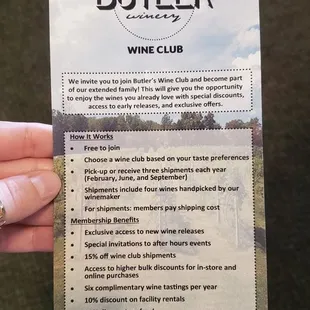 BUTLER
winery
WINE CLUB
We invite you to join Butler's Wine Club and become part
of our extended family! This will give you the opportunity
to enjoy the wines you already love with special discounts,
access to early releases, and exclusive offers.
How It Works
• Free to join
• Choose a wine club based on your taste preferences
• Pick-up or receive three shipments each year
(February, June, and September)
• Shipments include four wines handpicked by our
winemaker
• For shipments: members pay shipping cost
Membership Benefits
• Exclusive access to new wine releases
• Special invitations to after hours events
• 15% off wine club shipments
• Access to higher bulk discounts for in-store and
online purchases
• Six complimentary wine tastings per year
• 10% discount on facility rentals